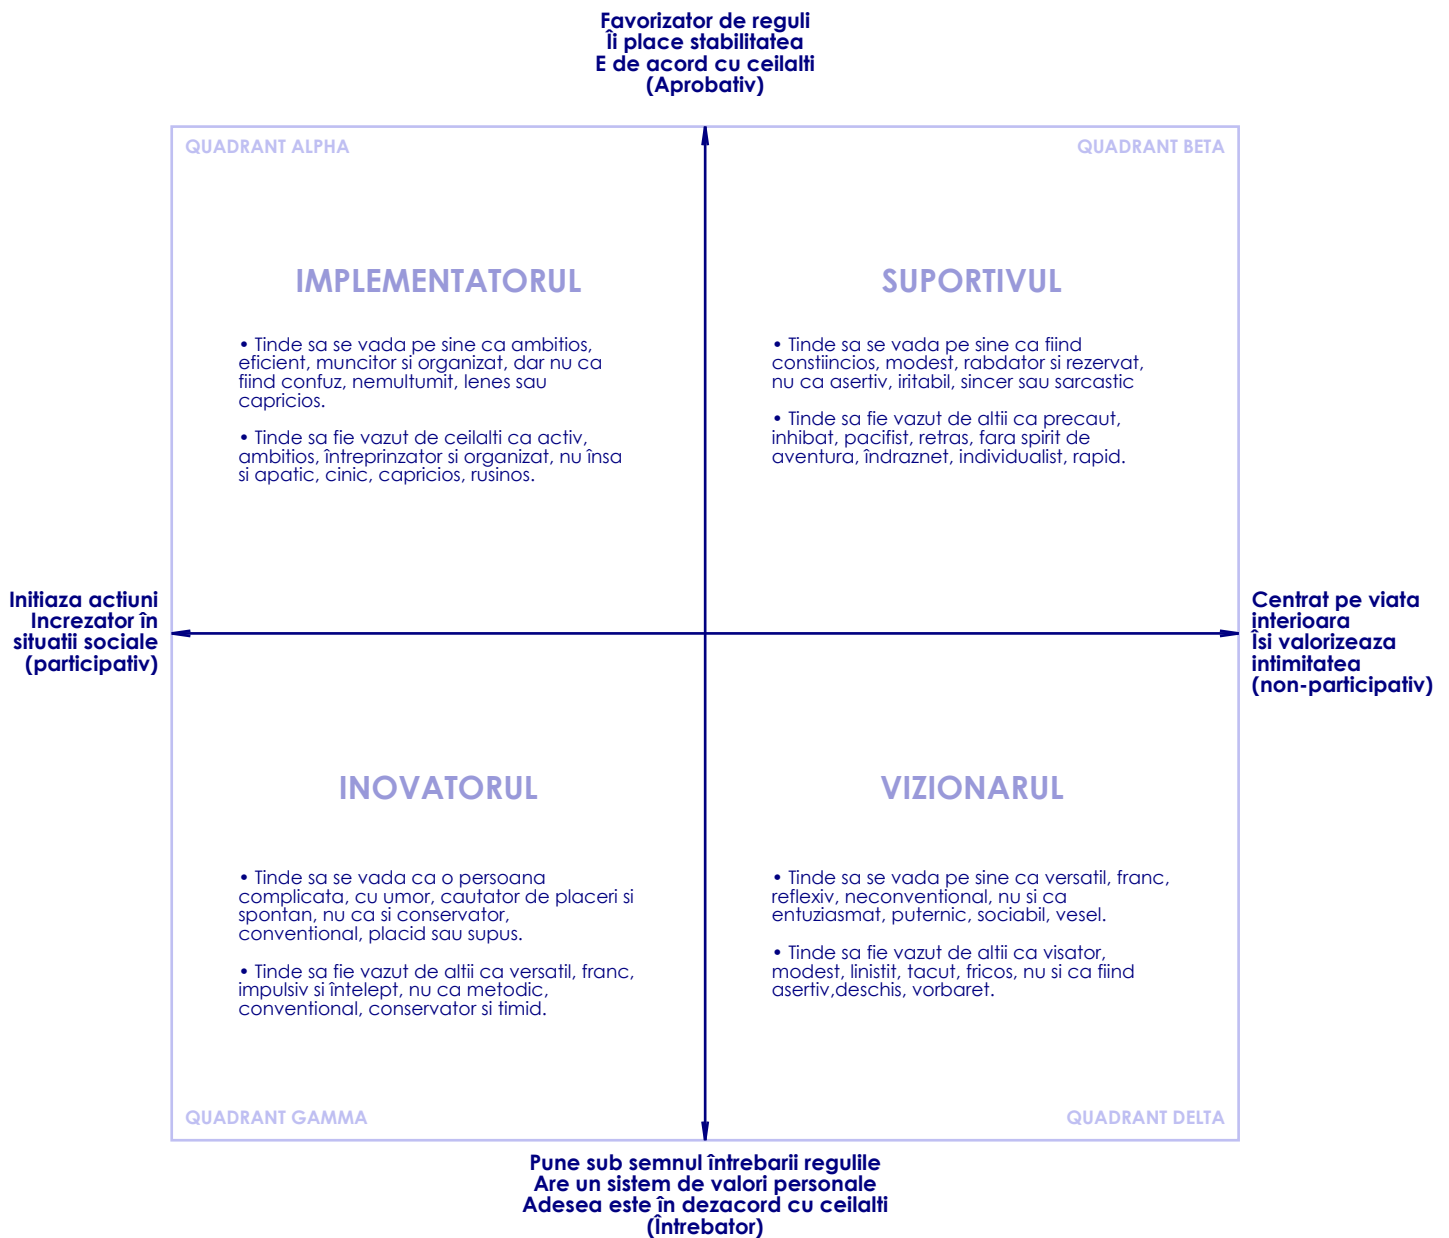 Favorizator de reguli
Îi place stabilitatea
E de acord cu ceilalti
(Aprobativ)
QUADRANT ALPHA
QUADRANT BETA
IMPLEMENTATORUL
• Tinde sa se vada pe sine ca ambitios,
eficient, muncitor si organizat, dar nu ca
fiind confuz, nemultumit, lenes sau
capricios.
• Tinde sa fie vazut de ceilalti ca activ,
ambitios, întreprinzator si organizat, nu însa
si apatic, cinic, capricios, rusinos.
SUPORTIVUL
• Tinde sa se vada pe sine ca fiind
constiincios, modest, rabdator si rezervat,
nu ca asertiv, iritabil, sincer sau sarcastic
• Tinde sa fie vazut de altii ca precaut,
inhibat, pacifist, retras, fara spirit de
aventura, îndraznet, individualist, rapid.
Initiaza actiuni
Increzator în
situatii sociale
(participativ)
Centrat pe viata
interioara
Îsi valorizeaza
intimitatea
(non-participativ)
INOVATORUL
• Tinde sa se vada ca o persoana
complicata, cu umor, cautator de placeri si
spontan, nu ca si conservator,
conventional, placid sau supus.
• Tinde sa fie vazut de altii ca versatil, franc,
impulsiv si întelept, nu ca metodic,
conventional, conservator si timid.
VIZIONARUL
• Tinde sa se vada pe sine ca versatil, franc,
reflexiv, neconventional, nu si ca
entuziasmat, puternic, sociabil, vesel.
• Tinde sa fie vazut de altii ca visator,
modest, linistit, tacut, fricos, nu si ca fiind
asertiv,deschis, vorbaret.
QUADRANT GAMMA
QUADRANT DELTA
Pune sub semnul întrebarii regulile
Are un sistem de valori personale
Adesea este în dezacord cu ceilalti
(Întrebator)